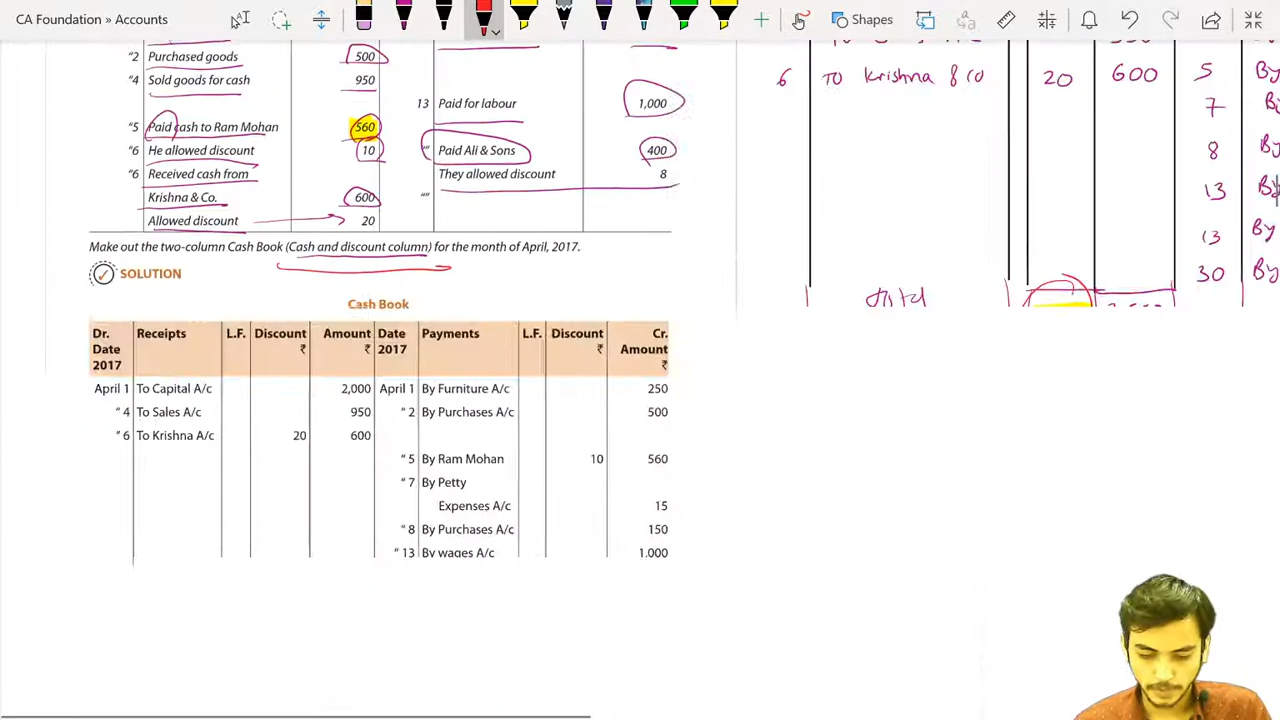 CA Foundation » Accounts
Shapes
"2 Purchased goods 500
"4 Sold goods for cash 950
13 Paid for labour 1,000
"5 Paid cash to Ram Mohan 560
"6 He allowed discount 10 "" Paid Ali & Sons 400
"6 Received cash from They allowed discount 8
Krishna & Co. 600 ""
Allowed discount 20
Make out the two-column Cash Book (Cash and discount column) for the month of April, 2017.
SOLUTION
Cash Book
Dr. Receipts L.F. Discount Amount Date Payments L.F. Discount Cr.
Date ₹ ₹ 2017 ₹ Amount
2017 ₹
April 1 To Capital A/c 2,000 April 1 By Furniture A/c 250
"4 To Sales A/c 950 "2 By Purchases A/c 500
"6 To Krishna A/c 20 600
"5 By Ram Mohan 10 560
"7 By Petty
Expenses A/c 15
"8 By Purchases A/c 150
"13 By wages A/c 1,000
6 To Krishna & co 20 600 5 By
7 By
8 By
13 By
13 By
30 By